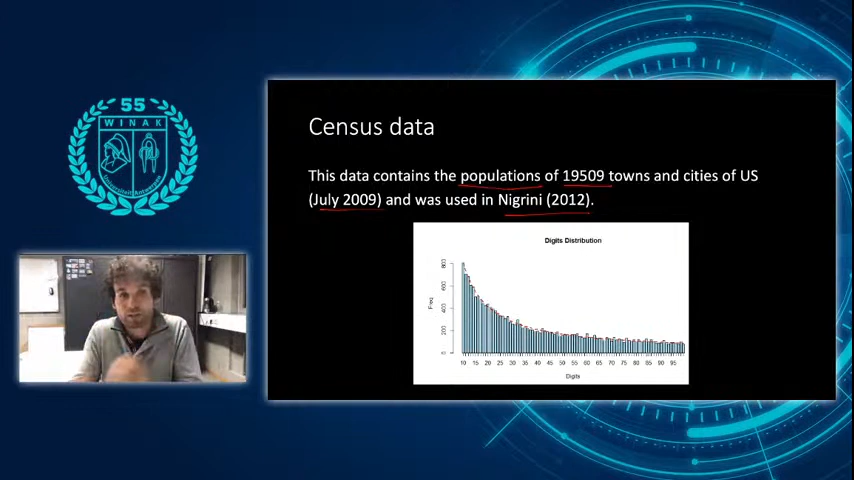 55
WINAK
Universiteit Antwerpen
Census data
This data contains the populations of 19509 towns and cities of US
(July 2009) and was used in Nigrini (2012).
Digits Distribution
Freq
0 200 400 600 800
10 15 20 25 30 35 40 45 50 55 60 65 70 75 80 85 90 95
Digits